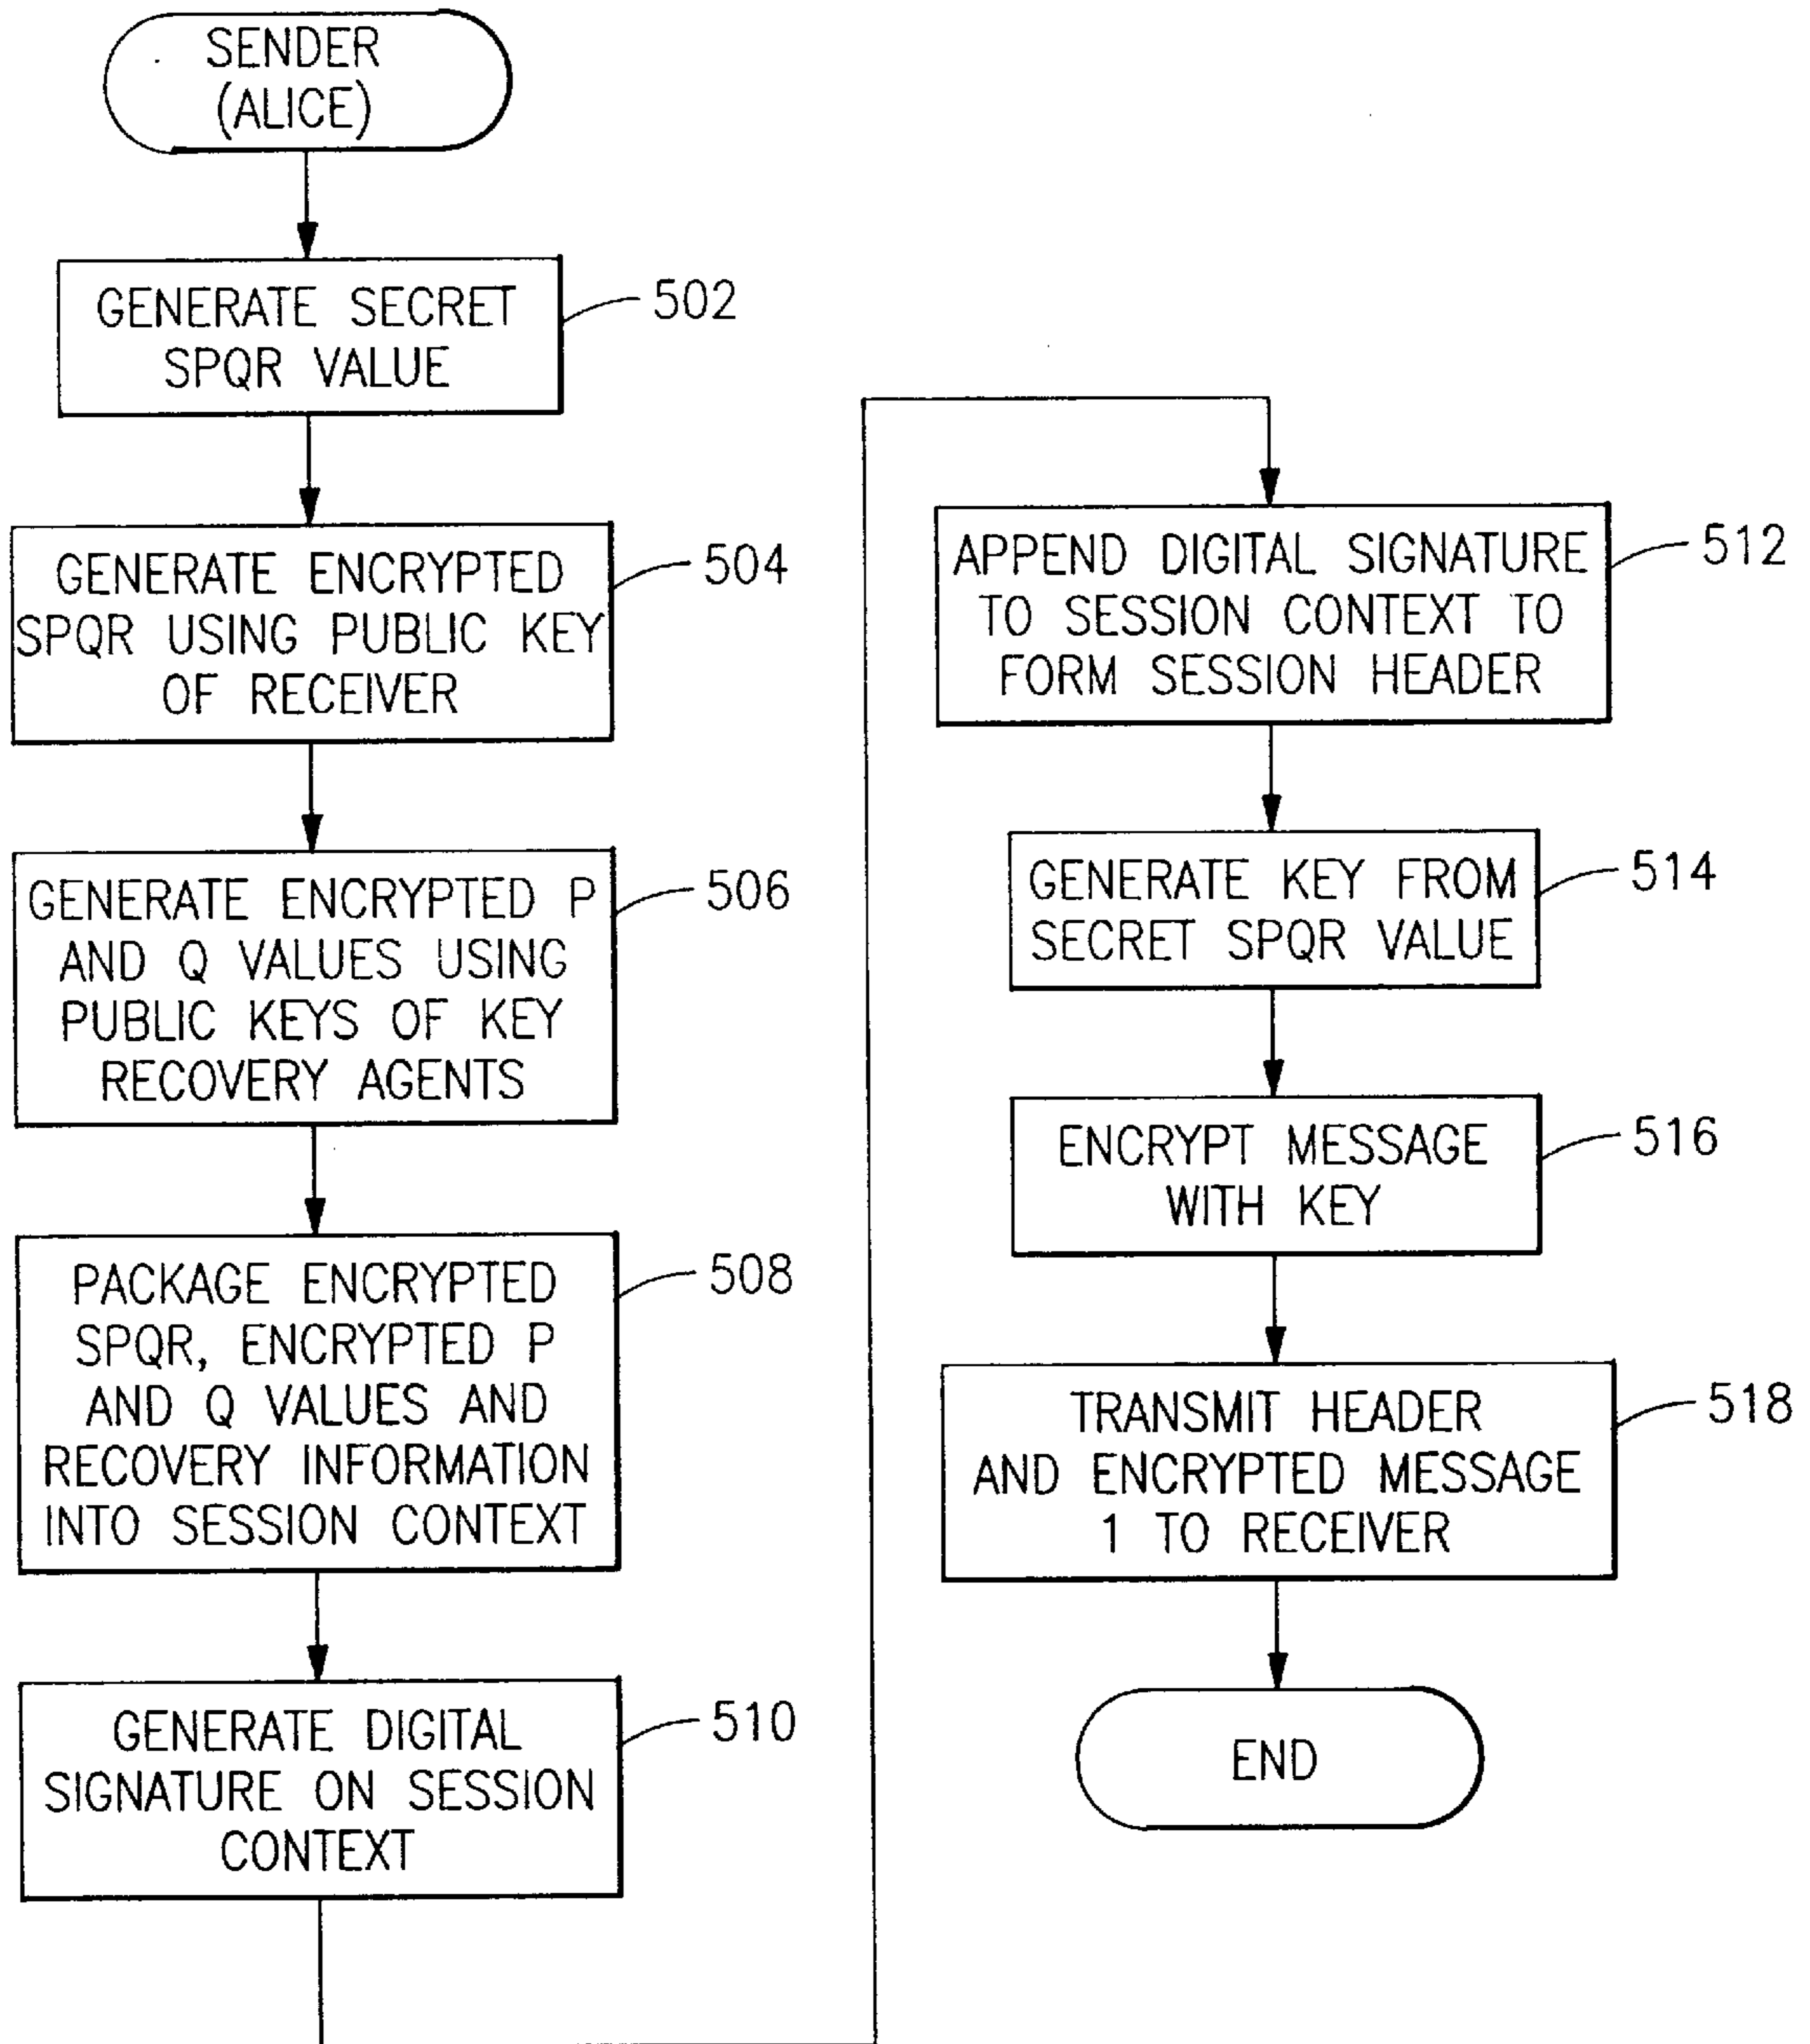 SENDER
(ALICE)
GENERATE SECRET
SPQR VALUE
502
GENERATE ENCRYPTED
SPQR USING PUBLIC KEY
OF RECEIVER
504
GENERATE ENCRYPTED P
AND Q VALUES USING
PUBLIC KEYS OF KEY
RECOVERY AGENTS
506
PACKAGE ENCRYPTED
SPQR, ENCRYPTED P
AND Q VALUES AND
RECOVERY INFORMATION
INTO SESSION CONTEXT
508
GENERATE DIGITAL
SIGNATURE ON SESSION
CONTEXT
510
APPEND DIGITAL SIGNATURE
TO SESSION CONTEXT TO
FORM SESSION HEADER
512
GENERATE KEY FROM
SECRET SPQR VALUE
514
ENCRYPT MESSAGE
WITH KEY
516
TRANSMIT HEADER
AND ENCRYPTED MESSAGE
1 TO RECEIVER
518
END